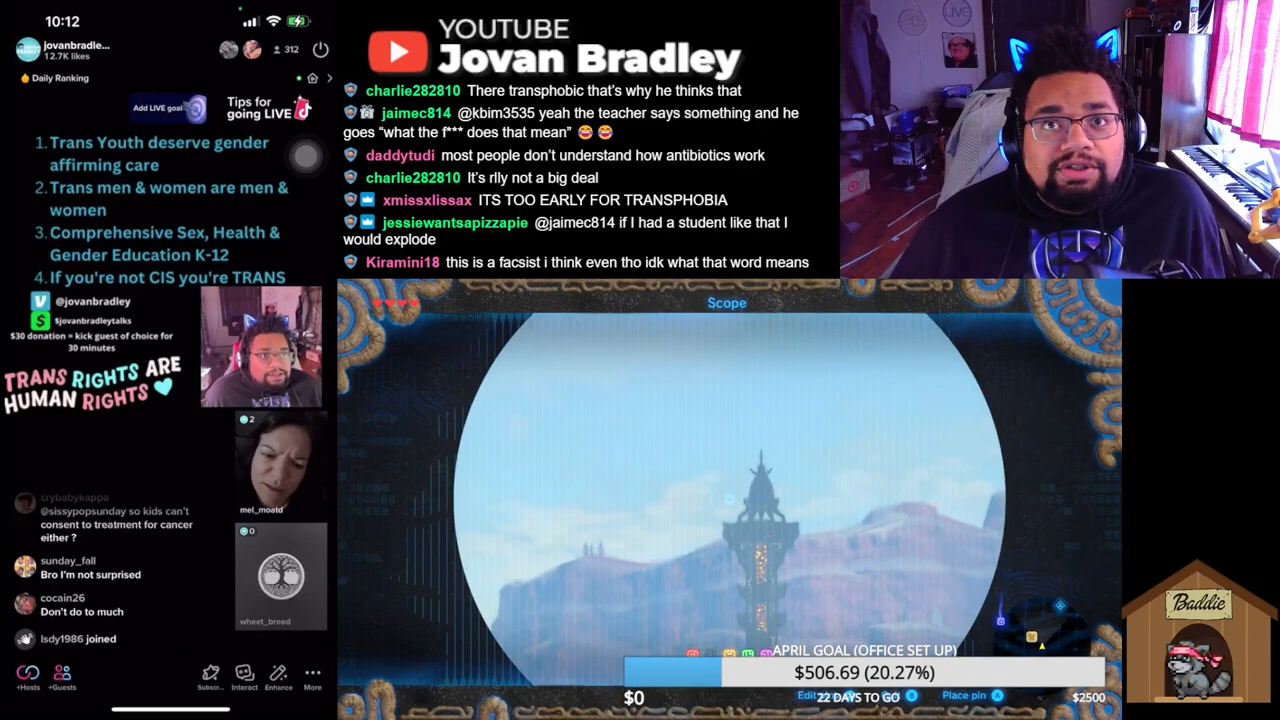 10:12
jovanbradle...
12.7K likes
312
Daily Ranking
Add LIVE goal
Tips for
going LIVE
1. Trans Youth deserve gender
affirming care
2. Trans men & women are men &
women
3. Comprehensive Sex, Health &
Gender Education K-12
4. If you're not CIS you're TRANS
@jovanbradley
$jovanbradleytalks
$30 donation = kick guest of choice for
30 minutes
TRANS RIGHTS ARE
HUMAN RIGHTS
2
mel_moatd
0
wheet_breed
crybabykappa
@sissypopsunday so kids can't
consent to treatment for cancer
either ?
sunday_fall
Bro I'm not surprised
cocain26
Don't do to much
lsdy1986 joined
+Hosts
+Guests
Subscr...
Interact
Enhance
More
YOUTUBE
Jovan Bradley
charlie282810 There transphobic that's why he thinks that
jaimec814 @kbim3535 yeah the teacher says something and he
goes "what the f*** does that mean" 😂 😂
daddytudi most people don't understand how antibiotics work
charlie282810 It's rlly not a big deal
xmissxlissax ITS TOO EARLY FOR TRANSPHOBIA
jessiewantsapizzapie @jaimec814 if I had a student like that I
would explode
Kiramini18 this is a facsist i think even tho idk what that word means
LIVE
Scope
APRIL GOAL (OFFICE SET UP)
$506.69 (20.27%)
$0
22 DAYS TO GO
$2500
Edit
B
Place pin A
Baddie